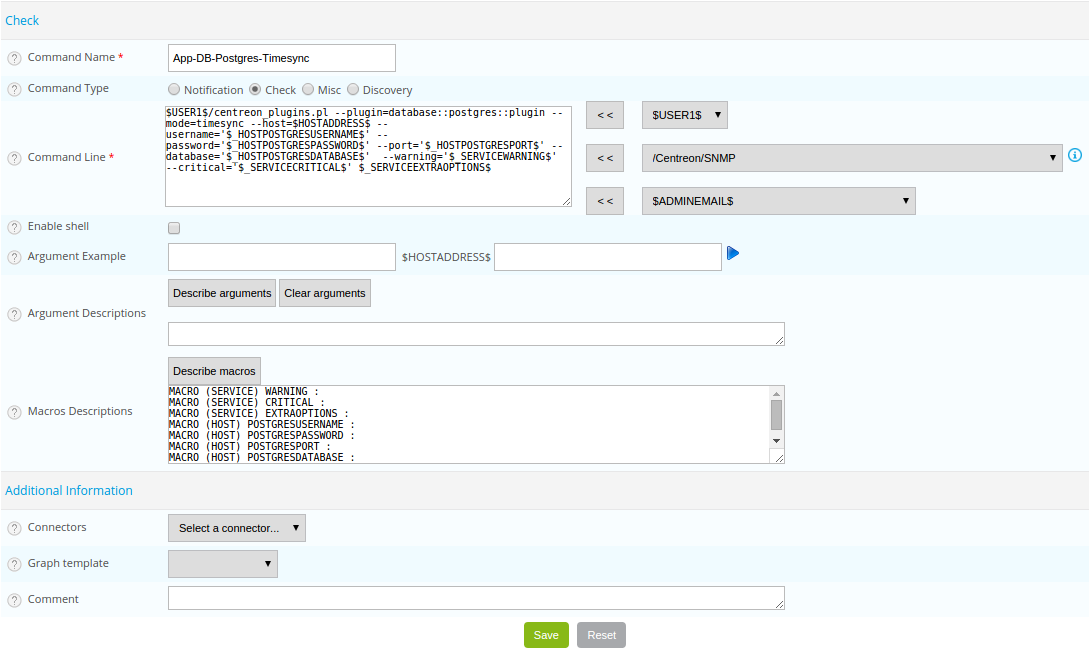 Check
? Command Name * App-DB-Postgres-Timesync
? Command Type Notification Check Misc Discovery
$USER1$/centreon_plugins.pl --plugin=database::postgres::plugin --
mode=timesync --host=$HOSTADDRESS$ --
username='$_HOSTPOSTGRESUSERNAME$' --
password='$_HOSTPOSTGRESPASSWORD$' --port='$_HOSTPOSTGRESPORT$' --
database='$_HOSTPOSTGRESDATABASE$'  --warning='$_SERVICEWARNING$'
--critical='$_SERVICECRITICAL$' $_SERVICEEXTRAOPTIONS$
? Command Line *
<< $USER1$
<< /Centreon/SNMP i
<< $ADMINEMAIL$
? Enable shell
? Argument Example $HOSTADDRESS$
Describe arguments Clear arguments
? Argument Descriptions
Describe macros
? Macros Descriptions
MACRO (SERVICE) WARNING :
MACRO (SERVICE) CRITICAL :
MACRO (SERVICE) EXTRAOPTIONS :
MACRO (HOST) POSTGRESUSERNAME :
MACRO (HOST) POSTGRESPASSWORD :
MACRO (HOST) POSTGRESPORT :
MACRO (HOST) POSTGRESDATABASE :
Additional Information
? Connectors Select a connector...
? Graph template
? Comment
Save Reset